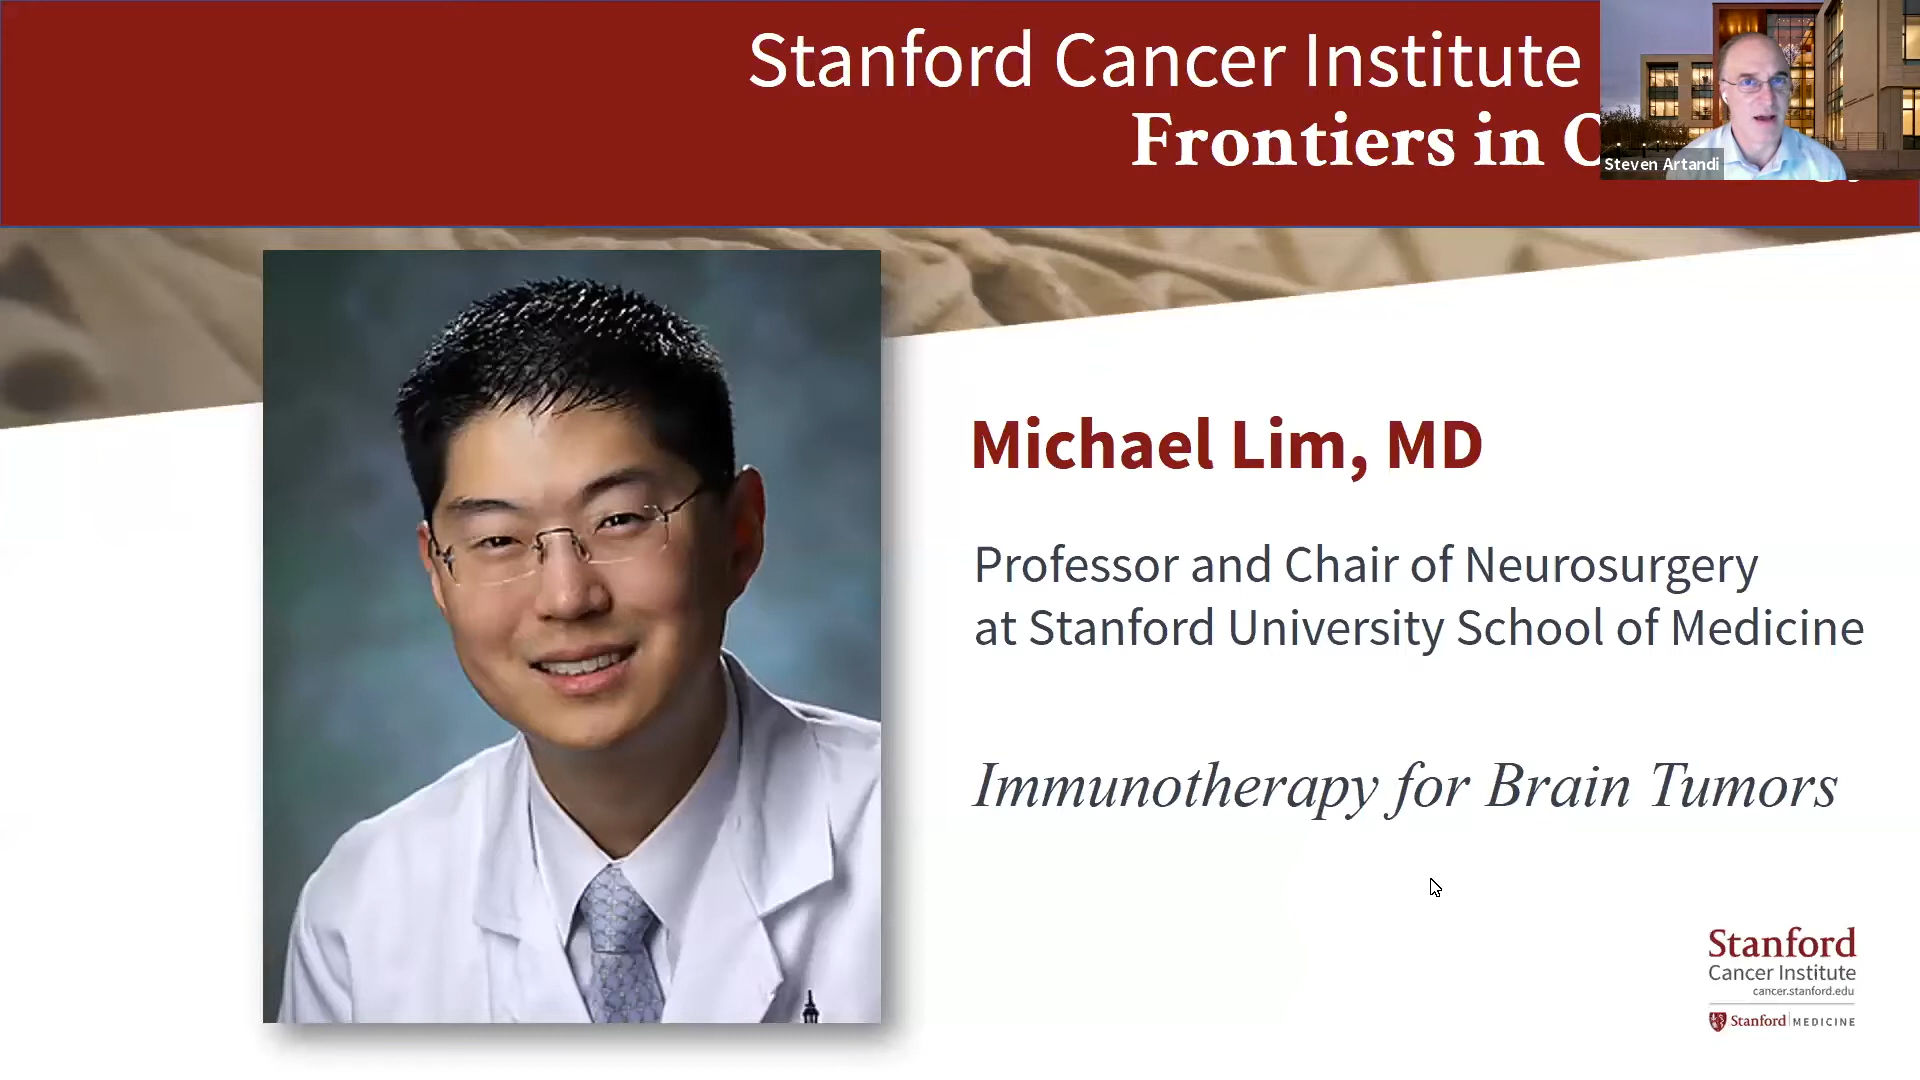 Stanford Cancer Institute
Frontiers in
Steven Artandi
Michael Lim, MD
Professor and Chair of Neurosurgery
at Stanford University School of Medicine
Immunotherapy for Brain Tumors
Stanford
Cancer Institute
cancer.stanford.edu
Stanford MEDICINE